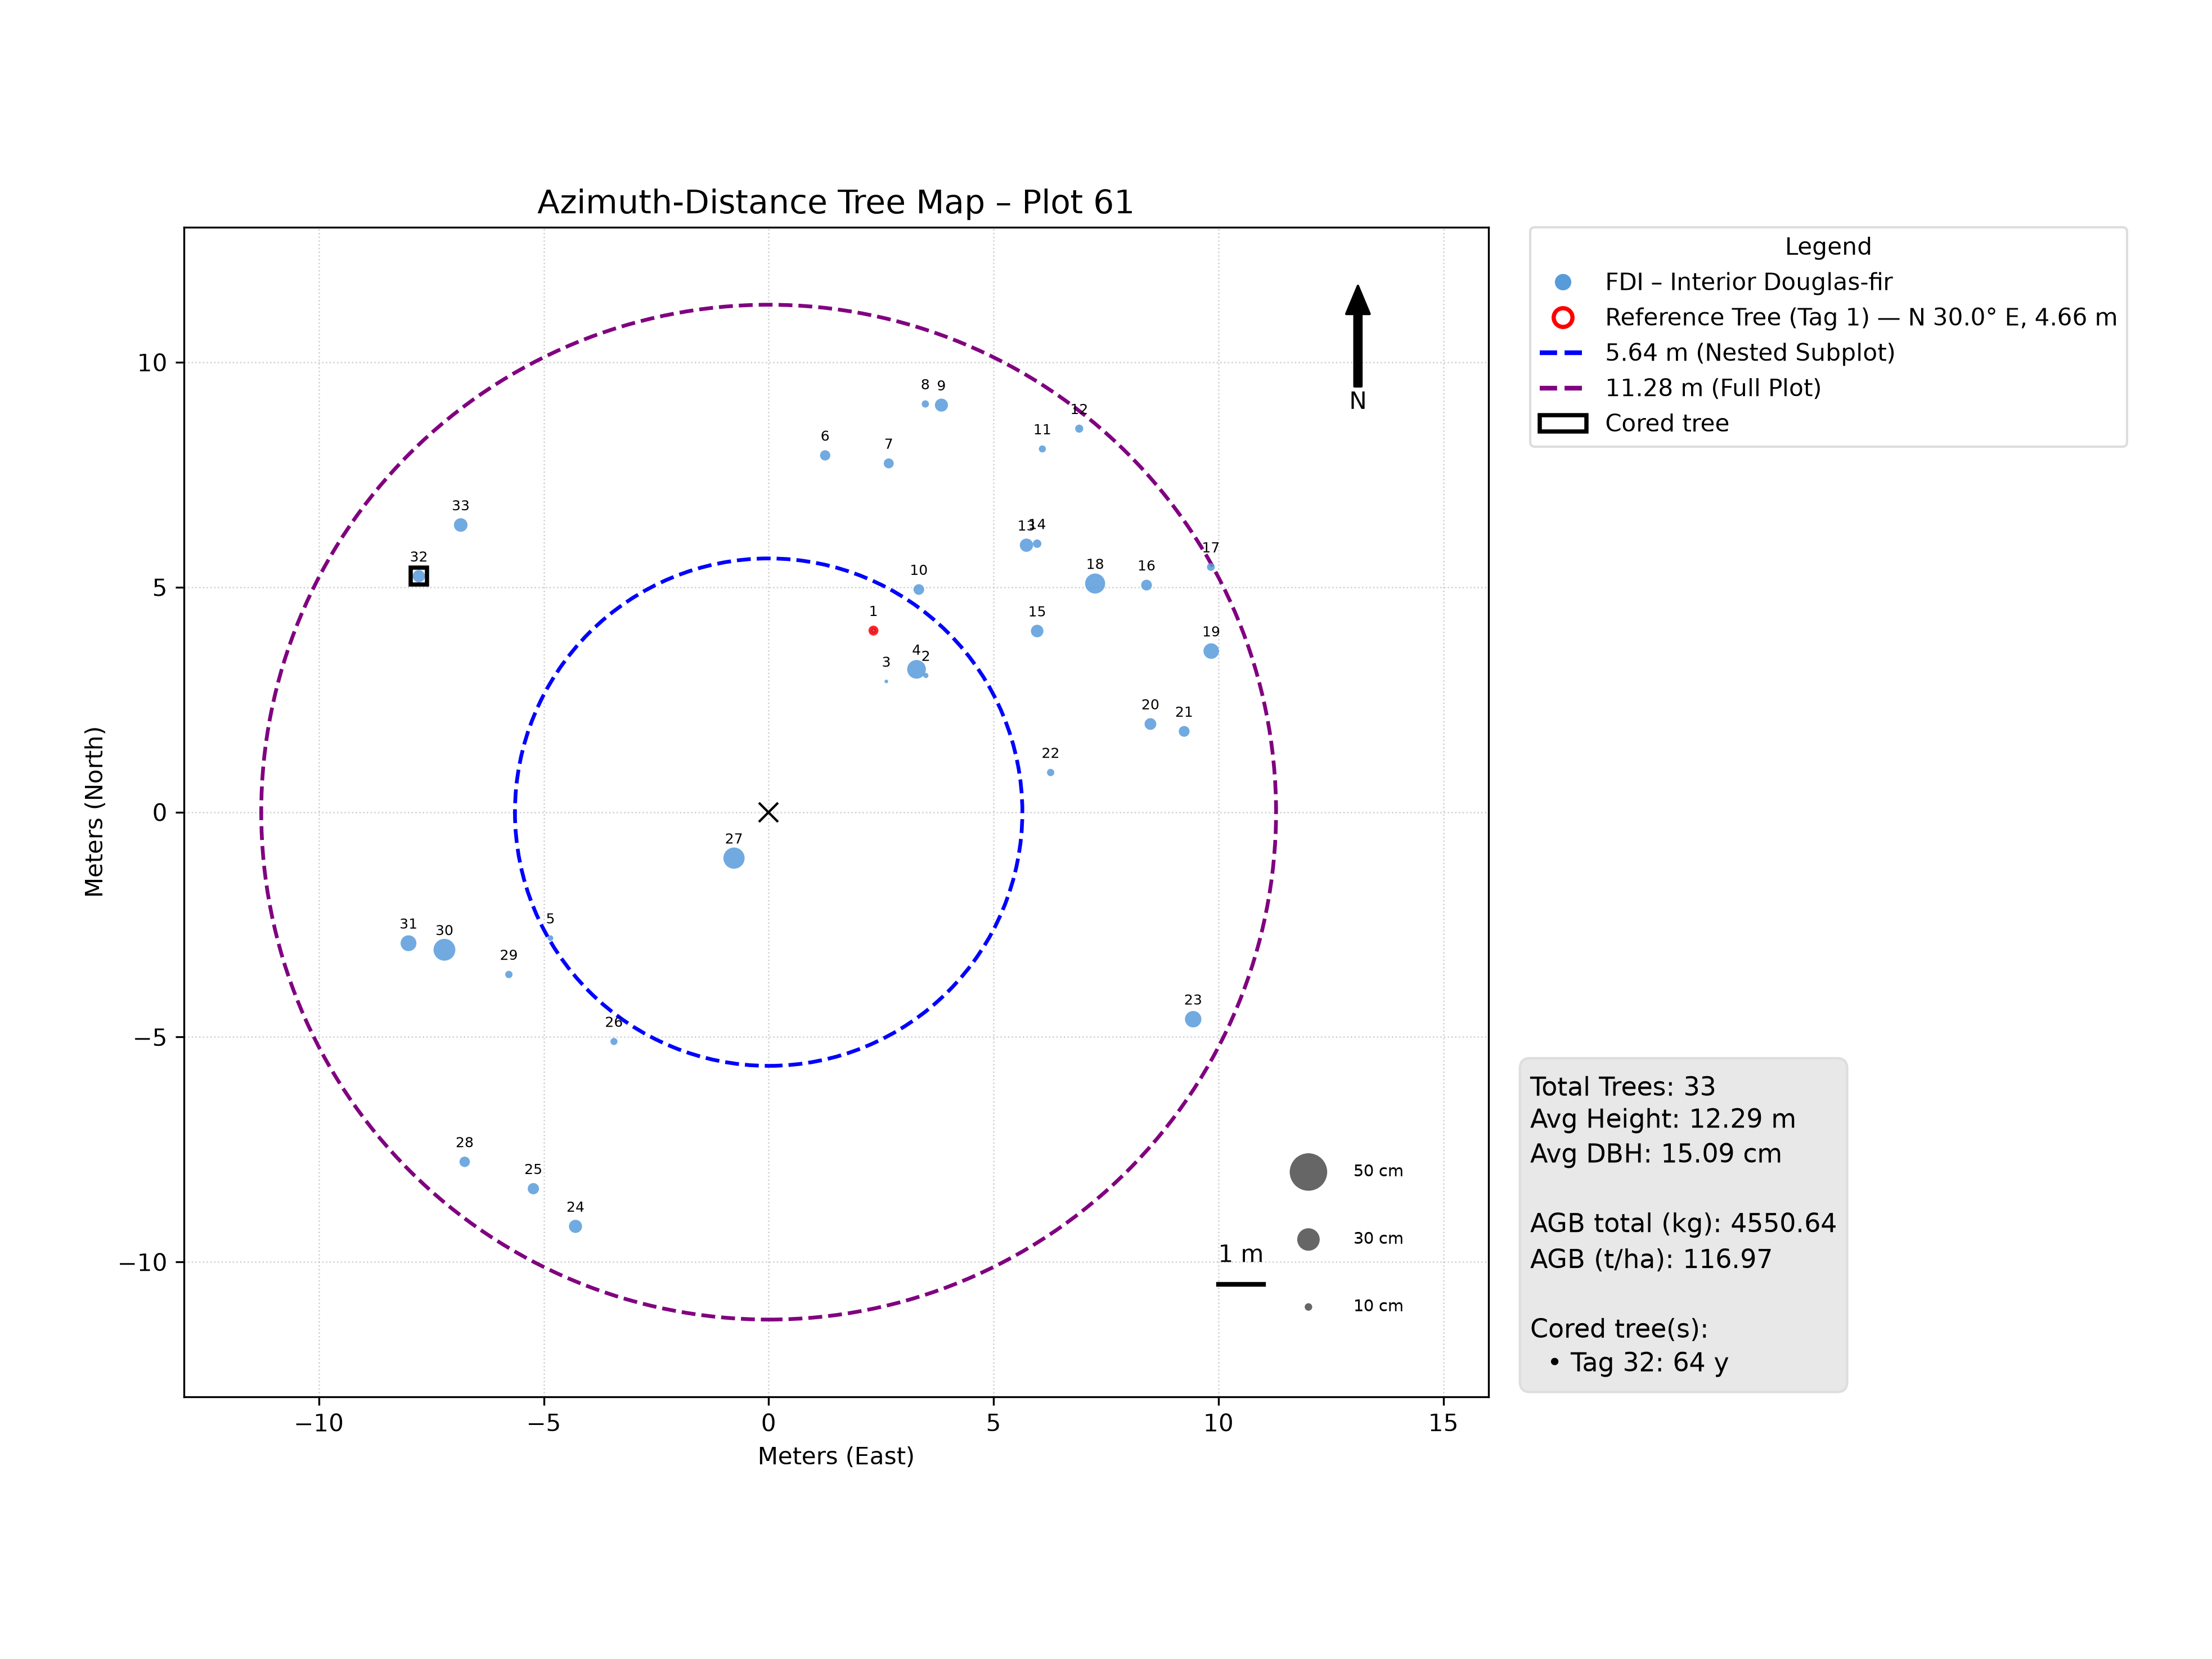 Azimuth-Distance Tree Map – Plot 61
Meters (North)
10
5
0
−5
−10
8 9
12
11
6
7
33
13 14
17
32
18
16
10
1
15
19
4 2
3
20
21
22
27
5
31
30
29
26
23
28
25
24
N
50 cm
30 cm
10 cm
1 m
−10
−5
0
5
10
15
Meters (East)
Legend
FDI – Interior Douglas-fir
Reference Tree (Tag 1) — N 30.0° E, 4.66 m
5.64 m (Nested Subplot)
11.28 m (Full Plot)
Cored tree
Total Trees: 33
Avg Height: 12.29 m
Avg DBH: 15.09 cm
AGB total (kg): 4550.64
AGB (t/ha): 116.97
Cored tree(s):
• Tag 32: 64 y